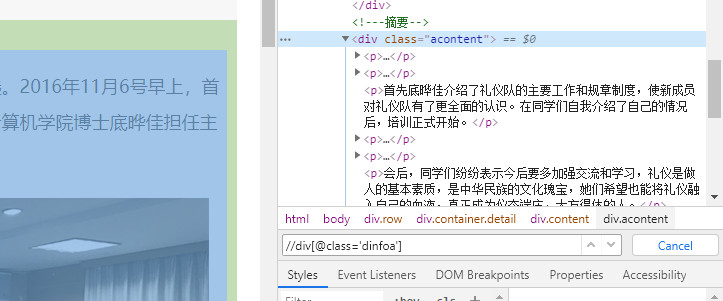 </div>
<!---摘要-->
… ▼<div class="acontent"> == $0
▶<p>…</p>
。2016年11月6号早上，首
▶<p>…</p>
<p>首先底晔佳介绍了礼仪队的主要工作和规章制度，使新成员
对礼仪队有了更全面的认识。在同学们自我介绍了自己的情况
算机学院博士底晔佳担任主
后，培训正式开始。</p>
▶<p>…</p>
▶<p>…</p>
<p>会后，同学们纷纷表示今后要多加强交流和学习，礼仪是做
人的基本素质，是中华民族的文化瑰宝，她们希望也能将礼仪融
入自己的血液，真正成为仪态端庄、大方得体的人。</p>
html body div.row div.container.detail div.content div.acontent
//div[@class='dinfoa'] Cancel
Styles Event Listeners DOM Breakpoints Properties Accessibility
Filter :hov .cls +